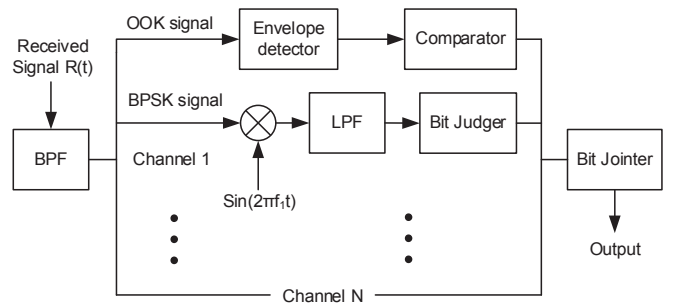 OOK signal
Received
Signal R(t)
Envelope
detector
Comparator
BPSK signal
BPF
Channel 1
LPF
Bit Judger
Bit Jointer
Sin(2πf₁t)
Output
Channel N